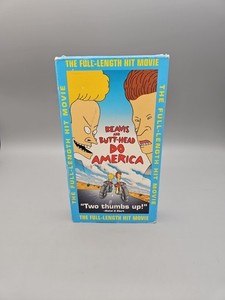 THE FULL-LENGTH HIT MOVIE
THE FULL-LENGTH HIT MOVIE
THE FULL-LENGTH HIT MOVIE
BEAVIS
AND
BUTT-HEAD
DO
AMERICA
"Two thumbs up!"
THE FULL-LENGTH HIT MOVIE